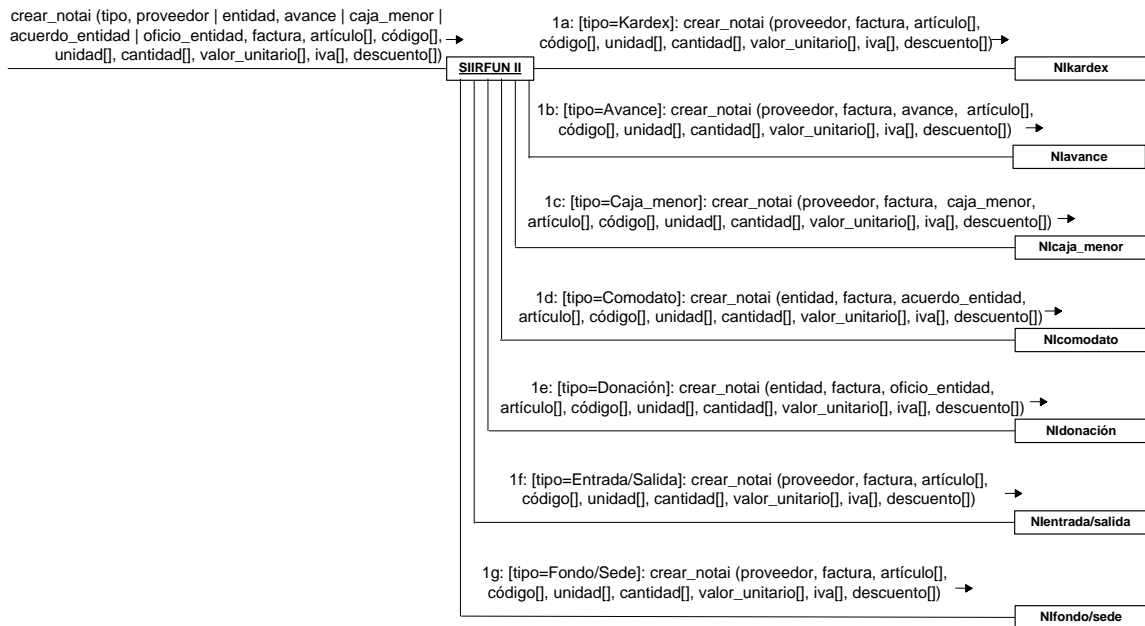 crear_notai (tipo, proveedor | entidad, avance | caja_menor |
acuerdo_entidad | oficio_entidad, factura, artículo[], código[],
unidad[], cantidad[], valor_unitario[], iva[], descuento[])
SIIRFUN II
1a: [tipo=Kardex]: crear_notai (proveedor, factura, artículo[],
código[], unidad[], cantidad[], valor_unitario[], iva[], descuento[])
NIkardex
1b: [tipo=Avance]: crear_notai (proveedor, factura, avance, artículo[],
código[], unidad[], cantidad[], valor_unitario[], iva[], descuento[])
NIavance
1c: [tipo=Caja_menor]: crear_notai (proveedor, factura, caja_menor,
artículo[], código[], unidad[], cantidad[], valor_unitario[], iva[], descuento[])
NIcaja_menor
1d: [tipo=Comodato]: crear_notai (entidad, factura, acuerdo_entidad,
artículo[], código[], unidad[], cantidad[], valor_unitario[], iva[], descuento[])
NIcomodato
1e: [tipo=Donación]: crear_notai (entidad, factura, oficio_entidad,
artículo[], código[], unidad[], cantidad[], valor_unitario[], iva[], descuento[])
NIdonación
1f: [tipo=Entrada/Salida]: crear_notai (proveedor, factura, artículo[],
código[], unidad[], cantidad[], valor_unitario[], iva[], descuento[])
NIentrada/salida
1g: [tipo=Fondo/Sede]: crear_notai (proveedor, factura, artículo[],
código[], unidad[], cantidad[], valor_unitario[], iva[], descuento[])
NIfondo/sede